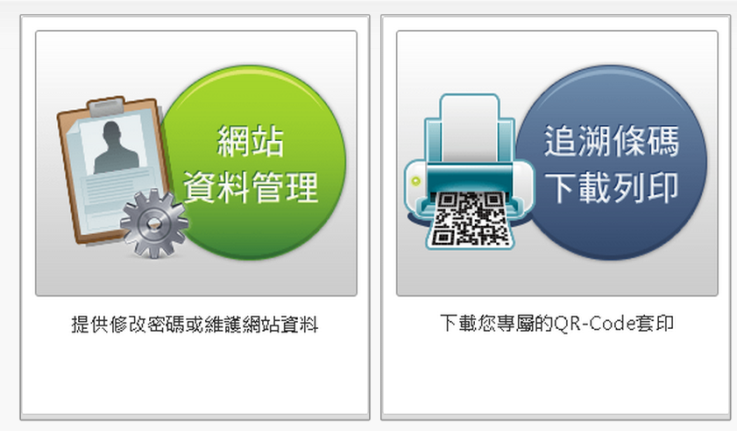 網站
資料管理
提供修改密碼或維護網站資料
追溯條碼
下載列印
下載您專屬的QR-Code套印